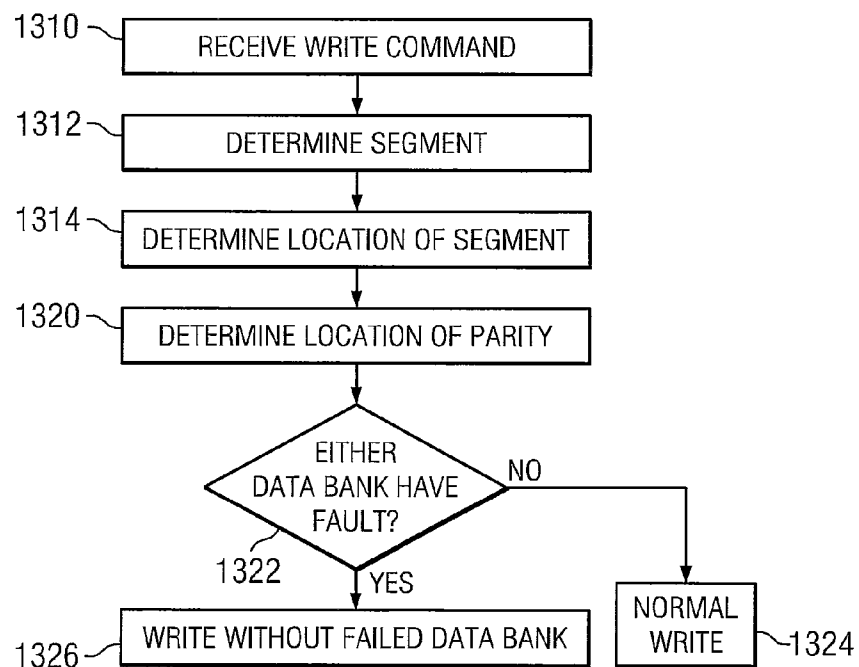 1310
RECEIVE WRITE COMMAND
1312
DETERMINE SEGMENT
1314
DETERMINE LOCATION OF SEGMENT
1320
DETERMINE LOCATION OF PARITY
EITHER
DATA BANK HAVE
FAULT?
NO
1322
YES
NORMAL
WRITE
1324
1326
WRITE WITHOUT FAILED DATA BANK